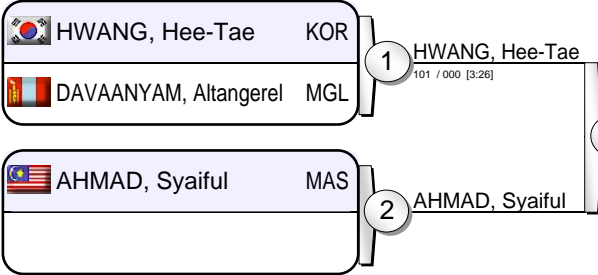 HWANG, Hee-Tae KOR
DAVAANYAM, Altangerel MGL
1
HWANG, Hee-Tae
101 / 000 [3:26]
AHMAD, Syaiful MAS
2
AHMAD, Syaiful